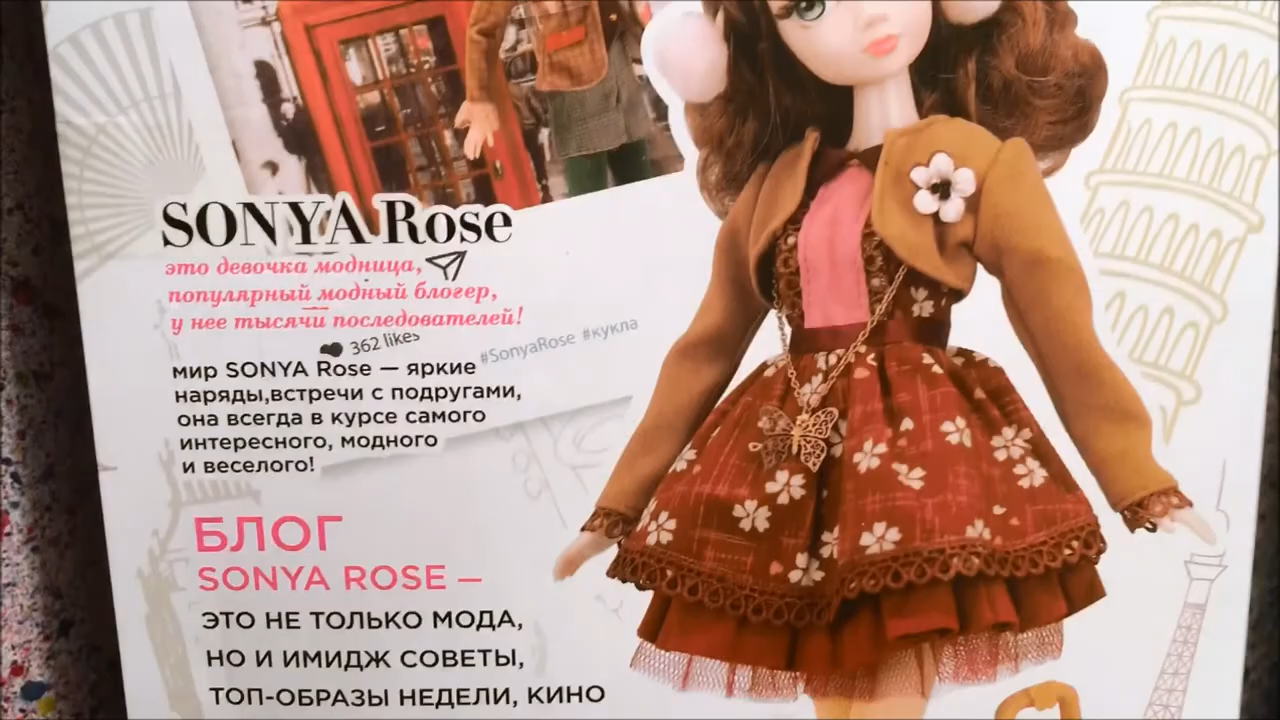 SONYA Rose
это девочка модница,
популярный модный блогер,
у нее тысячи последователей!
362 likes
#SonyaRose #кукла
мир SONYA Rose — яркие
наряды,встречи с подругами,
она всегда в курсе самого
интересного, модного
и веселого!
БЛОГ
SONYA ROSE —
ЭТО НЕ ТОЛЬКО МОДА,
НО И ИМИДЖ СОВЕТЫ,
ТОП-ОБРАЗЫ НЕДЕЛИ, КИНО